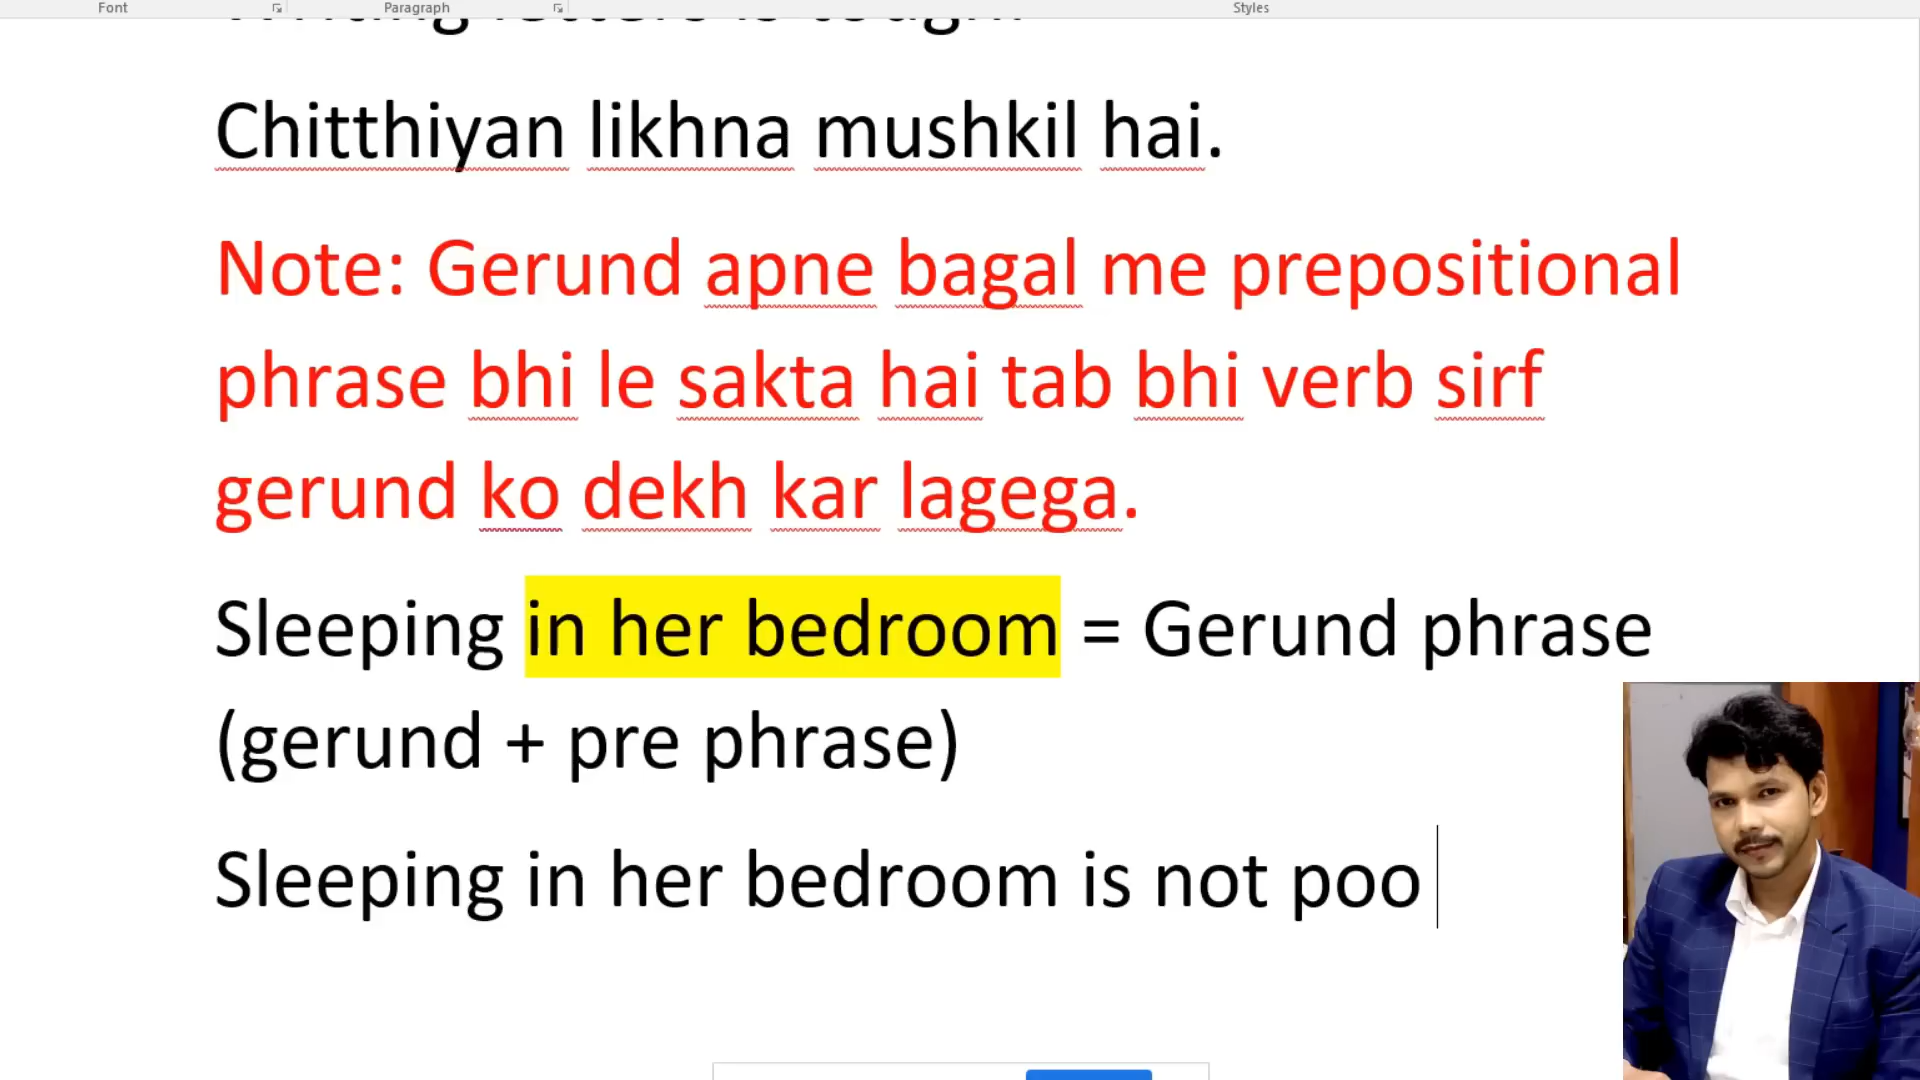 Font Paragraph Styles
Chitthiyan likhna mushkil hai.
Note: Gerund apne bagal me prepositional
phrase bhi le sakta hai tab bhi verb sirf
gerund ko dekh kar lagega.
Sleeping in her bedroom = Gerund phrase
(gerund + pre phrase)
Sleeping in her bedroom is not poo